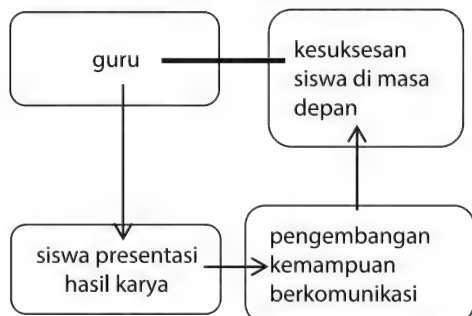 guru
kesuksesan
siswa di masa
depan
siswa presentasi
hasil karya
pengembangan
kemampuan
berkomunikasi